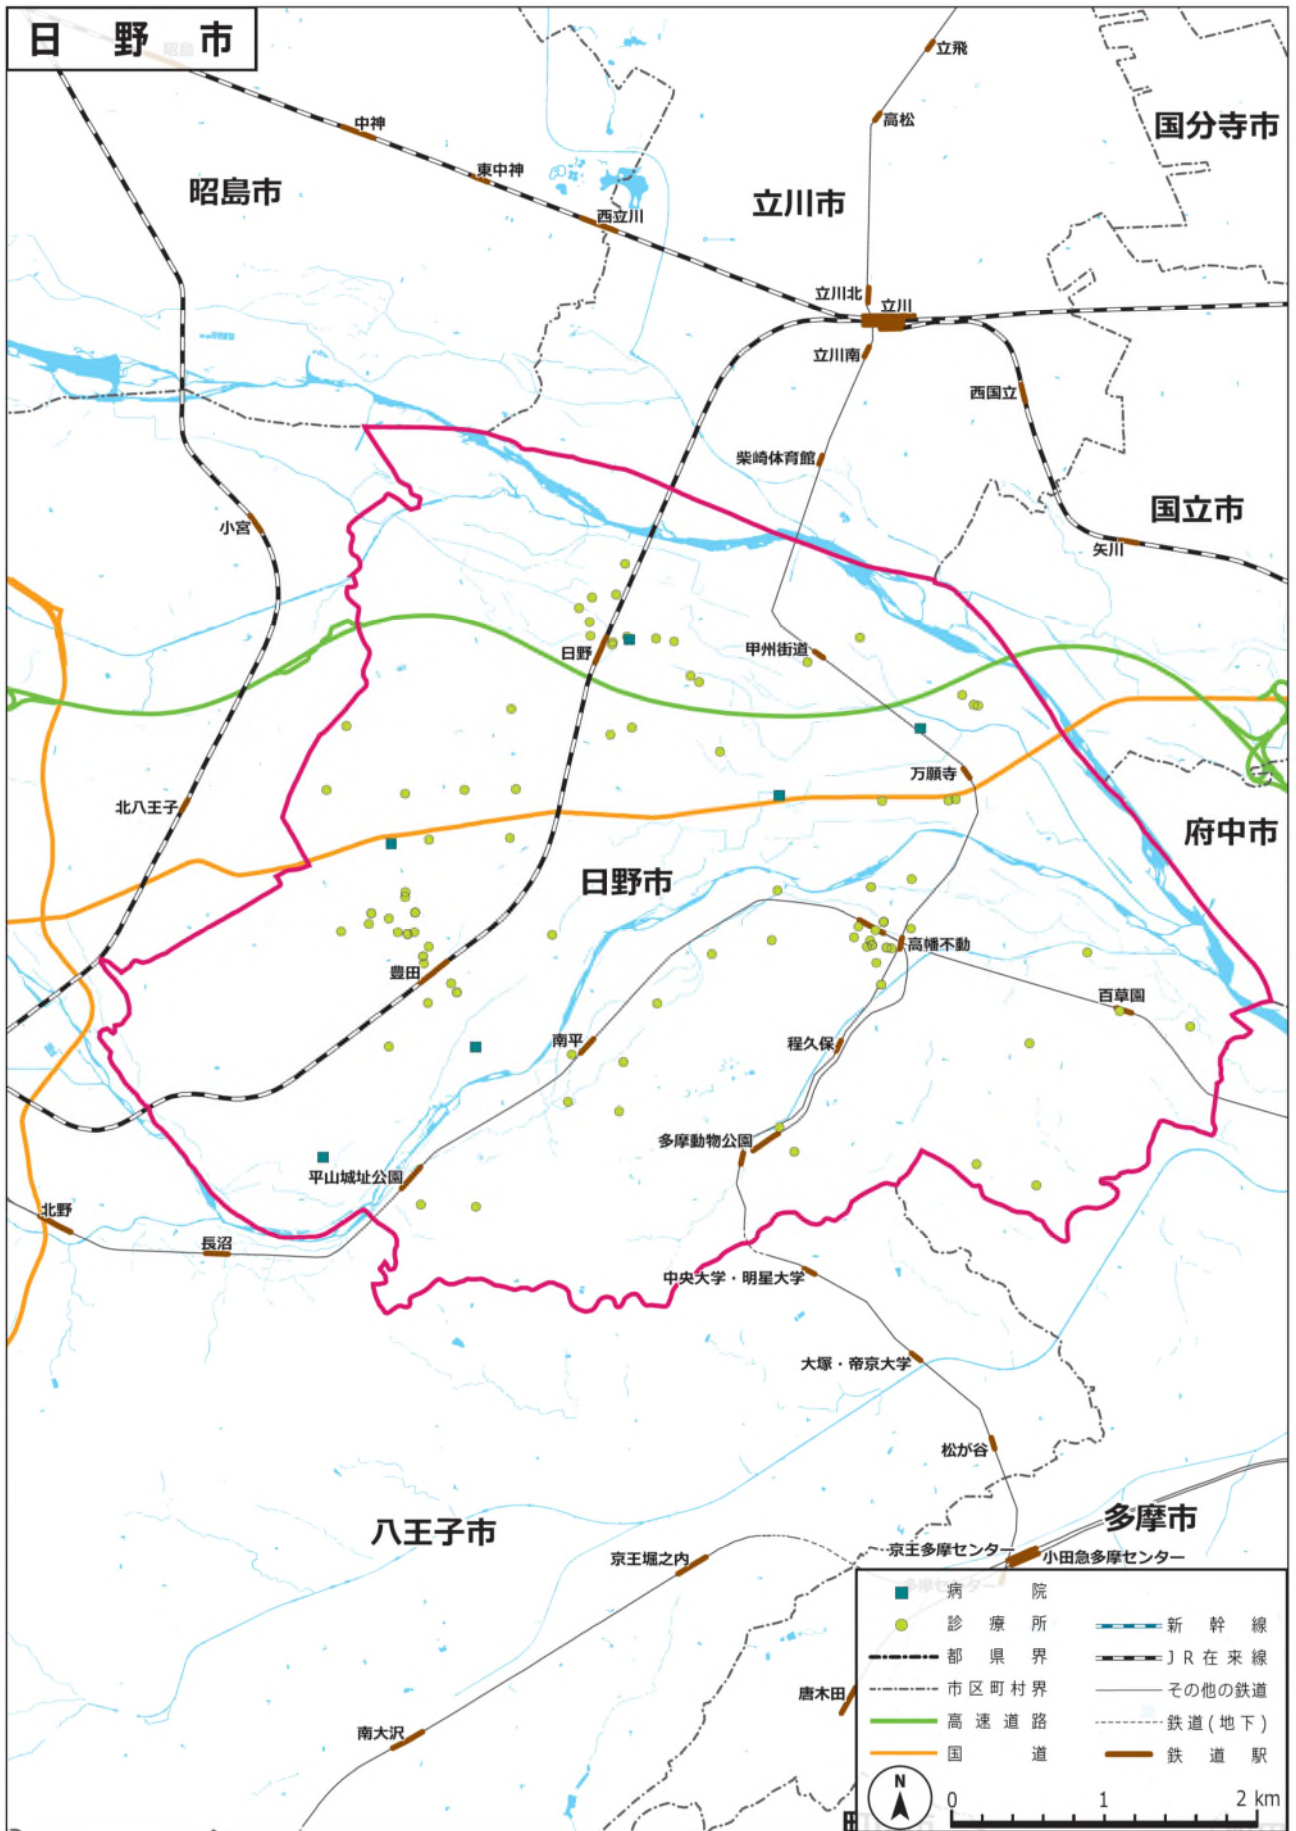 日野市
昭島
立飛
高松
国分寺市
中神
東中神
昭島市
西立川
立川市
立川北
立川
立川南
西国立
柴崎体育館
国立市
小宮
矢川
日野
甲州街道
万願寺
北八王子
府中市
日野市
高幡不動
豊田
百草園
南平
程久保
多摩動物公園
平山城址公園
北野
長沼
中央大学・明星大学
大塚・帝京大学
松が谷
八王子市
多摩市
京王堀之内
京王多摩センター
小田急多摩センター
多摩センター
唐木田
南大沢
病院
診療所
都県界
市区町村界
高速道路
国道
新幹線
JR在来線
その他の鉄道
鉄道(地下)
鉄道駅
N
0 1 2 km